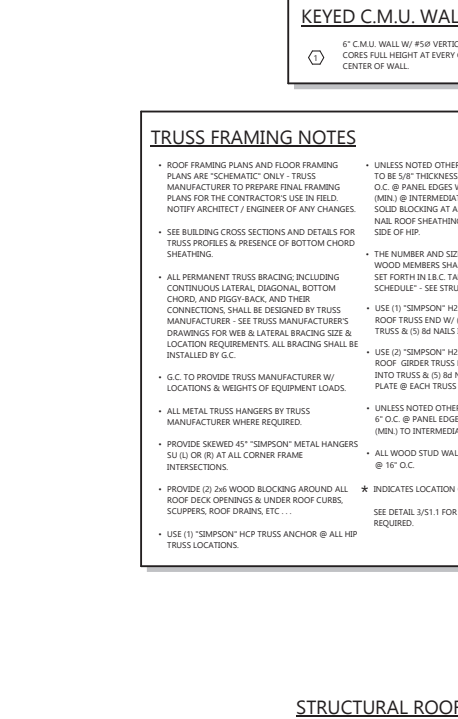 KEYED C.M.U. WAL
1
6" C.M.U. WALL W/ #5Ø VERTIC
CORES FULL HEIGHT AT EVERY
CENTER OF WALL.
TRUSS FRAMING NOTES
• ROOF FRAMING PLANS AND FLOOR FRAMING
PLANS ARE "SCHEMATIC" ONLY - TRUSS
MANUFACTURER TO PREPARE FINAL FRAMING
PLANS FOR THE CONTRACTOR'S USE IN FIELD.
NOTIFY ARCHITECT / ENGINEER OF ANY CHANGES.
• SEE BUILDING CROSS SECTIONS AND DETAILS FOR
TRUSS PROFILES & PRESENCE OF BOTTOM CHORD
SHEATHING.
• ALL PERMANENT TRUSS BRACING; INCLUDING
CONTINUOUS LATERAL, DIAGONAL, BOTTOM
CHORD, AND PIGGY-BACK, AND THEIR
CONNECTIONS, SHALL BE DESIGNED BY TRUSS
MANUFACTURER - SEE TRUSS MANUFACTURER'S
DRAWINGS FOR WEB & LATERAL BRACING SIZE &
LOCATION REQUIREMENTS. ALL BRACING SHALL BE
INSTALLED BY G.C.
• G.C. TO PROVIDE TRUSS MANUFACTURER W/
LOCATIONS & WEIGHTS OF EQUIPMENT LOADS.
• ALL METAL TRUSS HANGERS BY TRUSS
MANUFACTURER WHERE REQUIRED.
• PROVIDE SKEWED 45° "SIMPSON" METAL HANGERS
SU (L) OR (R) AT ALL CORNER FRAME
INTERSECTIONS.
• PROVIDE (2) 2x6 WOOD BLOCKING AROUND ALL
ROOF DECK OPENINGS & UNDER ROOF CURBS,
SCUPPERS, ROOF DRAINS, ETC . . .
• USE (1) "SIMPSON" HCP TRUSS ANCHOR @ ALL HIP
TRUSS LOCATIONS.
• UNLESS NOTED OTHER
TO BE 5/8" THICKNESS
O.C. @ PANEL EDGES W
(MIN.) @ INTERMEDIAT
SOLID BLOCKING AT A
NAIL ROOF SHEATHING
SIDE OF HIP.
• THE NUMBER AND SIZ
WOOD MEMBERS SHA
SET FORTH IN I.B.C. TA
SCHEDULE" - SEE STRU
• USE (1) "SIMPSON" H2
ROOF TRUSS END W/ (
TRUSS & (5) 8d NAILS
• USE (2) "SIMPSON" H2
ROOF GIRDER TRUSS
INTO TRUSS & (5) 8d N
PLATE @ EACH TRUSS
• UNLESS NOTED OTHER
6" O.C. @ PANEL EDGE
(MIN.) TO INTERMEDIA
• ALL WOOD STUD WAL
@ 16" O.C.
* INDICATES LOCATION
SEE DETAIL 3/S1.1 FOR
REQUIRED.
STRUCTURAL ROOF